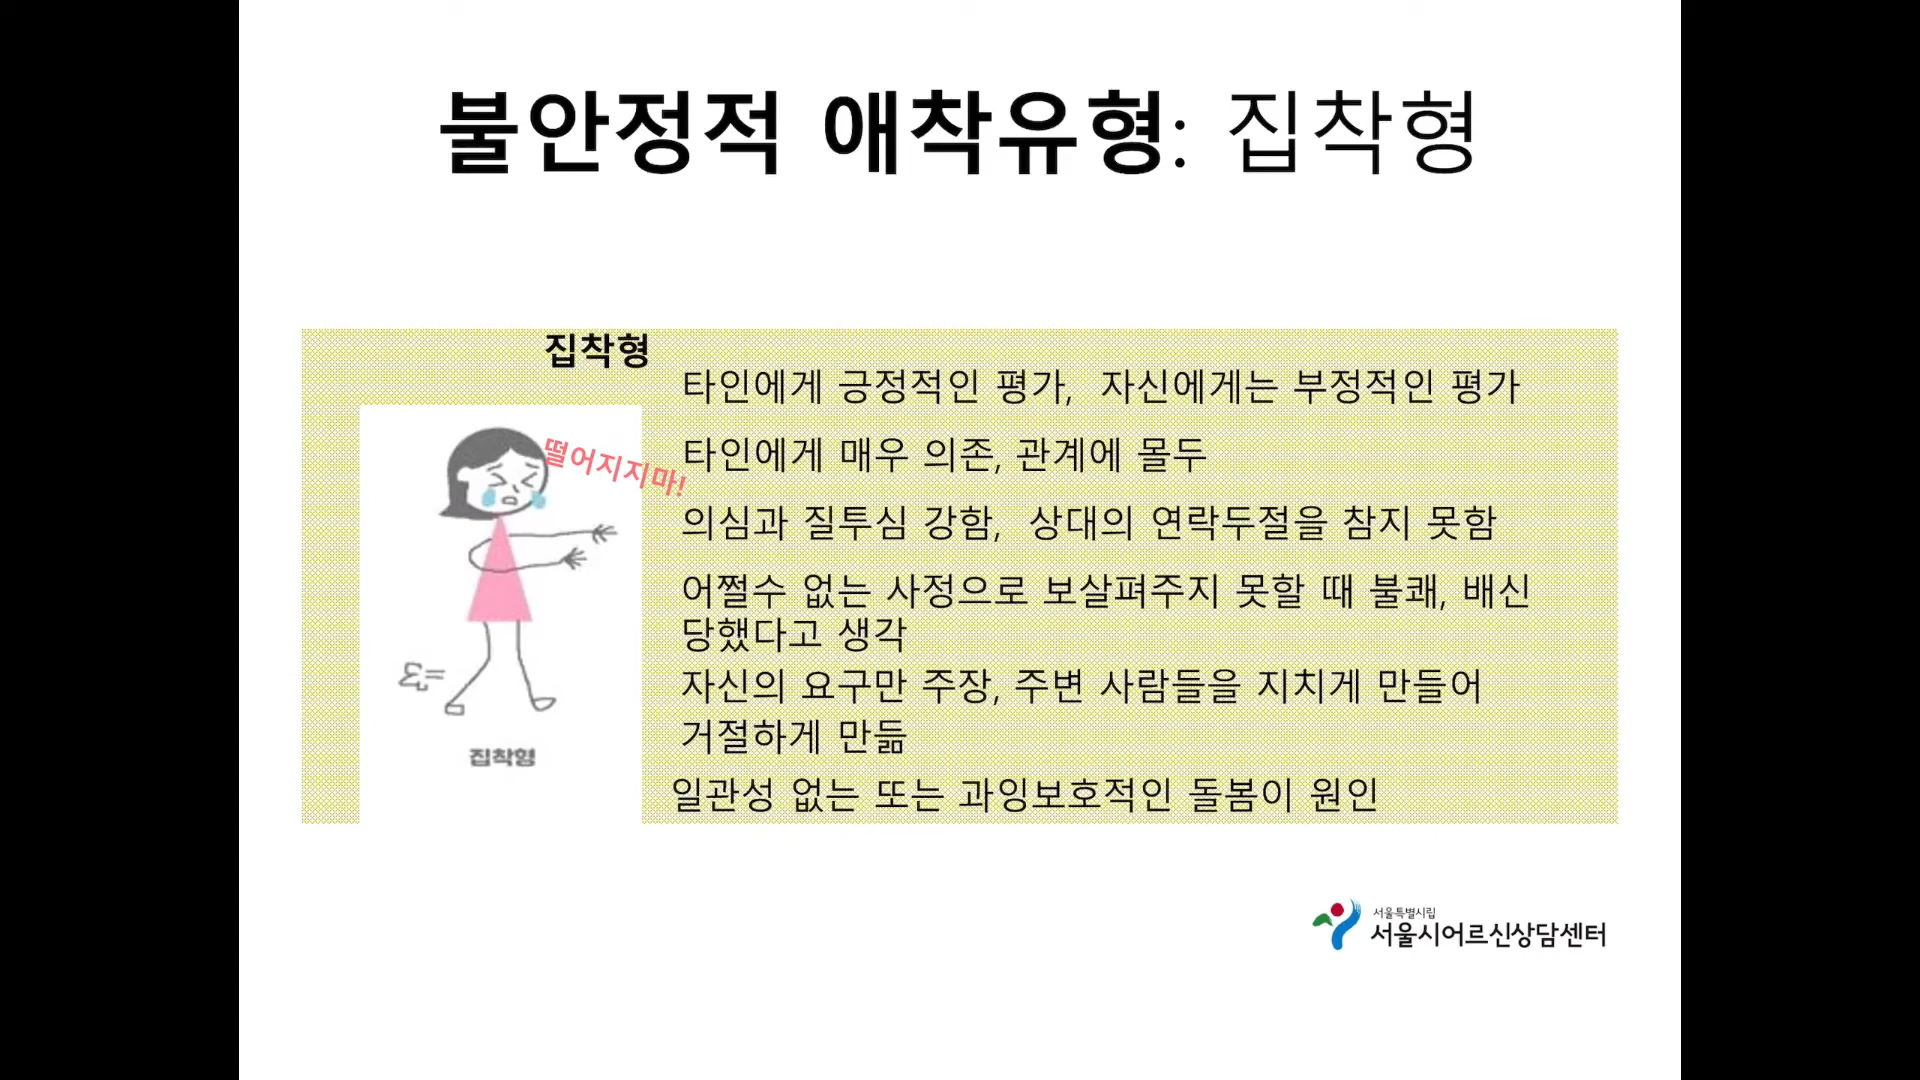 불안정적 애착유형: 집착형
집착형
떨어지지마!
집착형
타인에게 긍정적인 평가, 자신에게는 부정적인 평가
타인에게 매우 의존, 관계에 몰두
의심과 질투심 강함, 상대의 연락두절을 참지 못함
어쩔수 없는 사정으로 보살펴주지 못할 때 불쾌, 배신
당했다고 생각
자신의 요구만 주장, 주변 사람들을 지치게 만들어
거절하게 만듦
일관성 없는 또는 과잉보호적인 돌봄이 원인
서울특별시립
서울시어르신상담센터